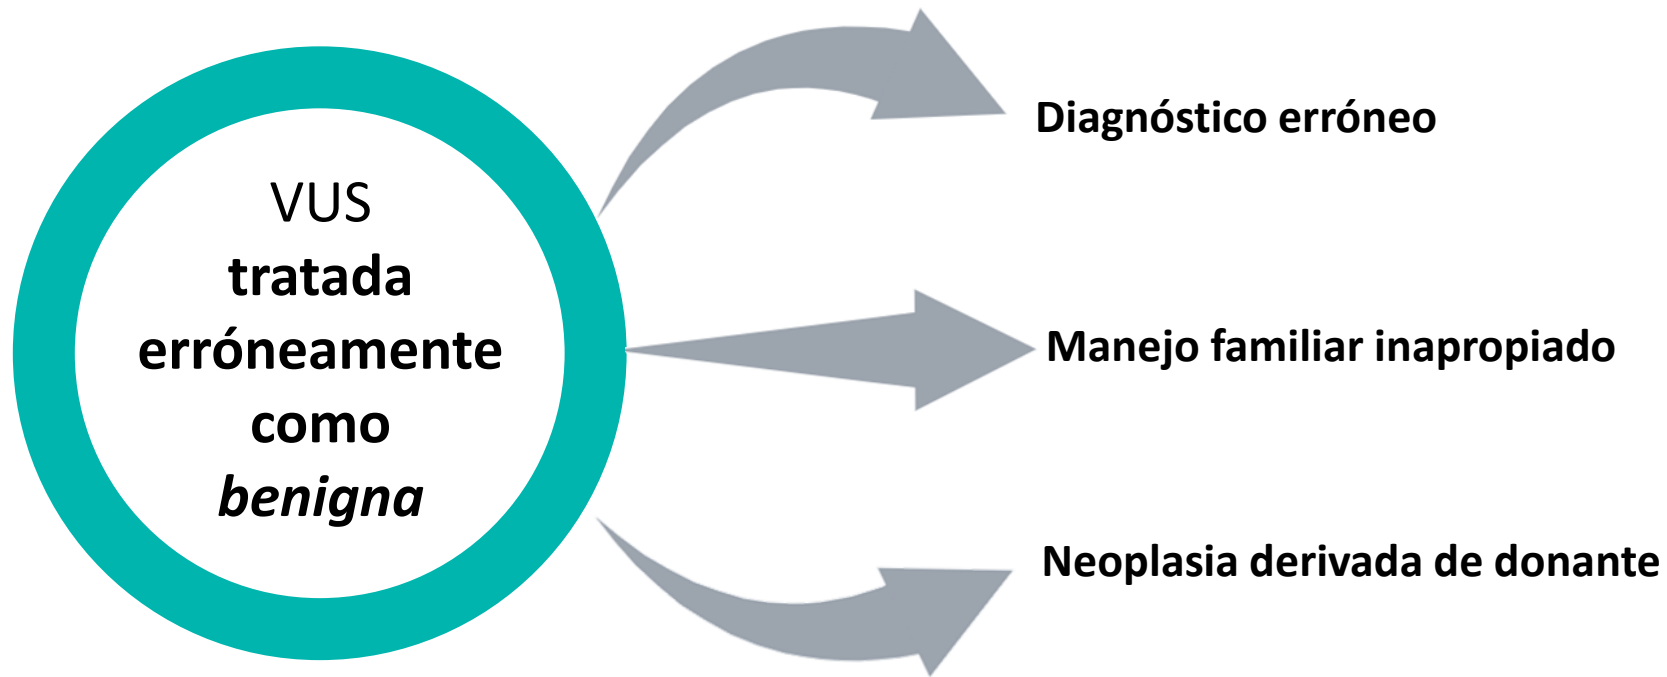 VUS
tratada
erróneamente
como
benigna
Diagnóstico erróneo
Manejo familiar inapropiado
Neoplasia derivada de donante